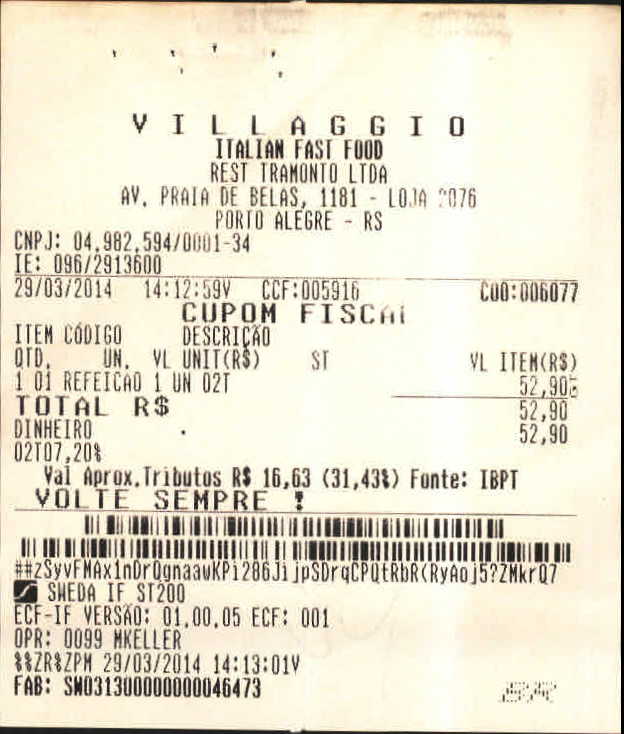 V I L L A G G I O
ITALIAN FAST FOOD
REST TRAMONTO LTDA
AV. PRAIA DE BELAS, 1181 - LOJA 2076
PORTO ALEGRE - RS
CNPJ: 04.982.594/0001-34
IE: 096/2913600
29/03/2014 14:12:59V CCF:005916 COO:006077
CUPOM FISCAL
ITEM CÓDIGO DESCRIÇÃO
QTD. UN. VL UNIT(R$) ST VL ITEM(R$)
1 01 REFEICAO 1 UN 02T 52,90
TOTAL R$ 52,90
DINHEIRO 52,90
02T07,20%
Val Aprox.Tributos R$ 16,63 (31,43%) Fonte: IBPT
VOLTE SEMPRE !
##zSyvFMAx1nDrQgnaawKPi286JijpSDrqCPQtRbR(RyAoj5?ZMkrQ7
SWEDA IF ST200
ECF-IF VERSÃO: 01.00.05 ECF: 001
OPR: 0099 MKELLER
%%ZR%ZPM 29/03/2014 14:13:01V
FAB: SW031300000000046473